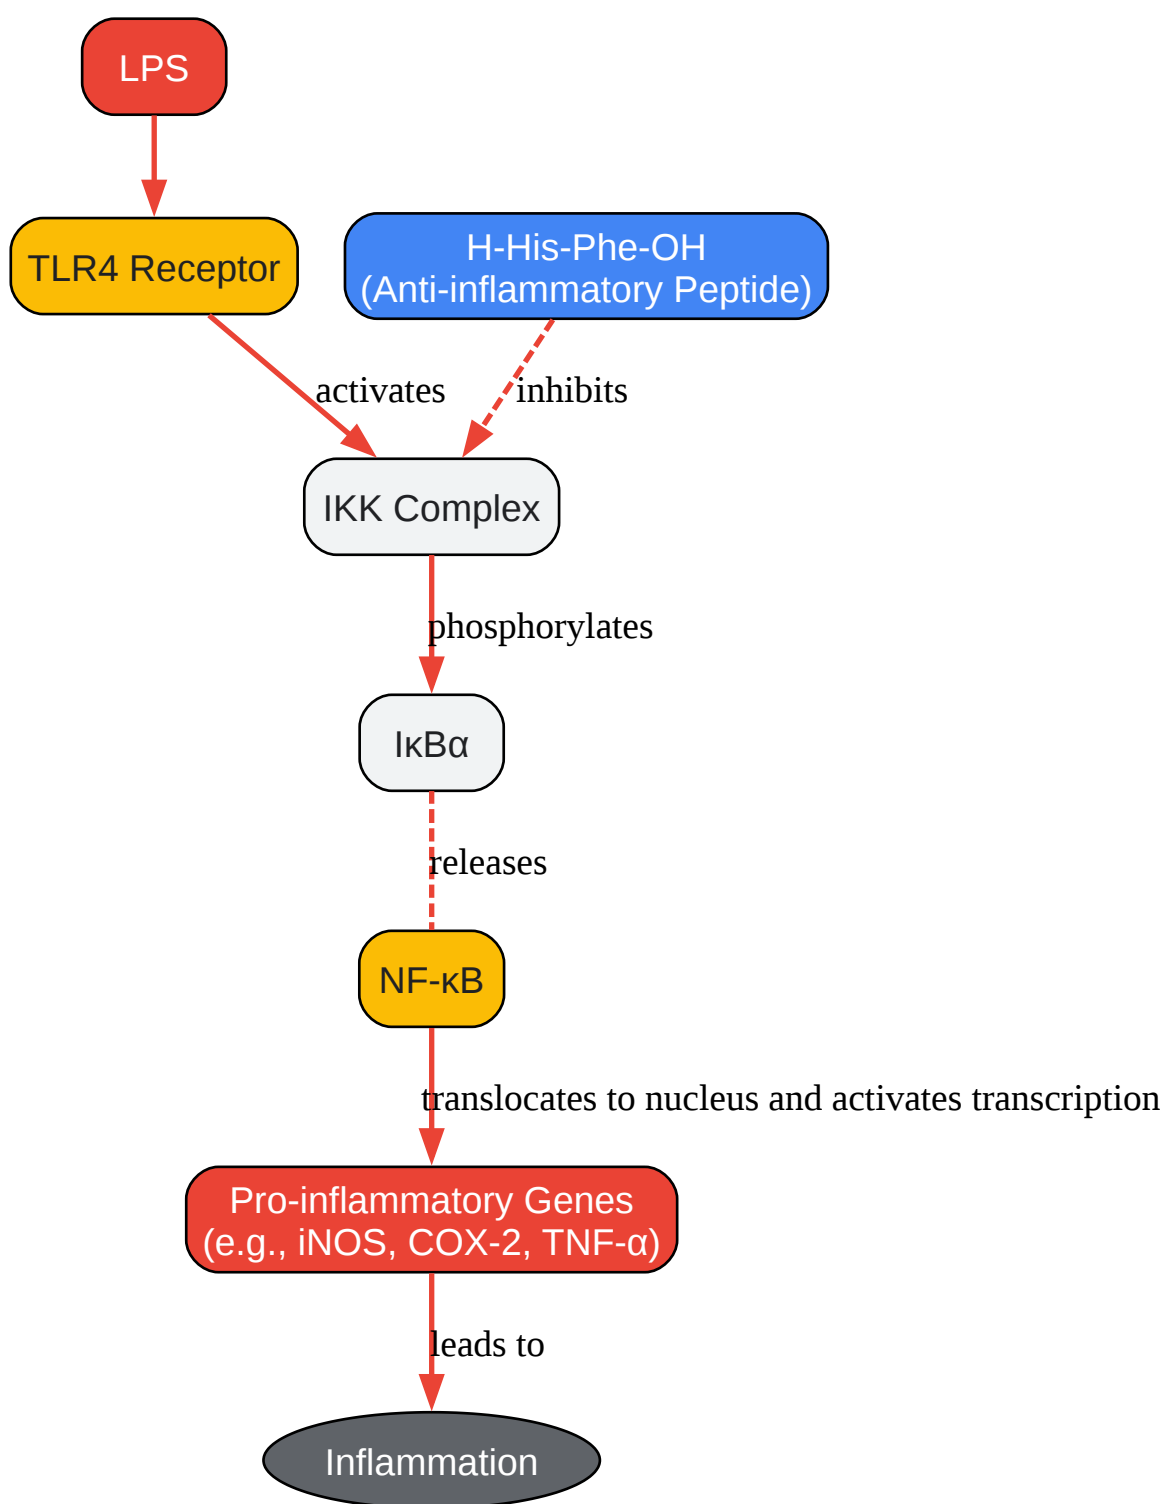 LPS
TLR4 Receptor
H-His-Phe-OH
(Anti-inflammatory Peptide)
activates
inhibits
IKK Complex
phosphorylates
IκBα
releases
NF-κB
translocates to nucleus and activates transcription
Pro-inflammatory Genes
(e.g., iNOS, COX-2, TNF-α)
leads to
Inflammation